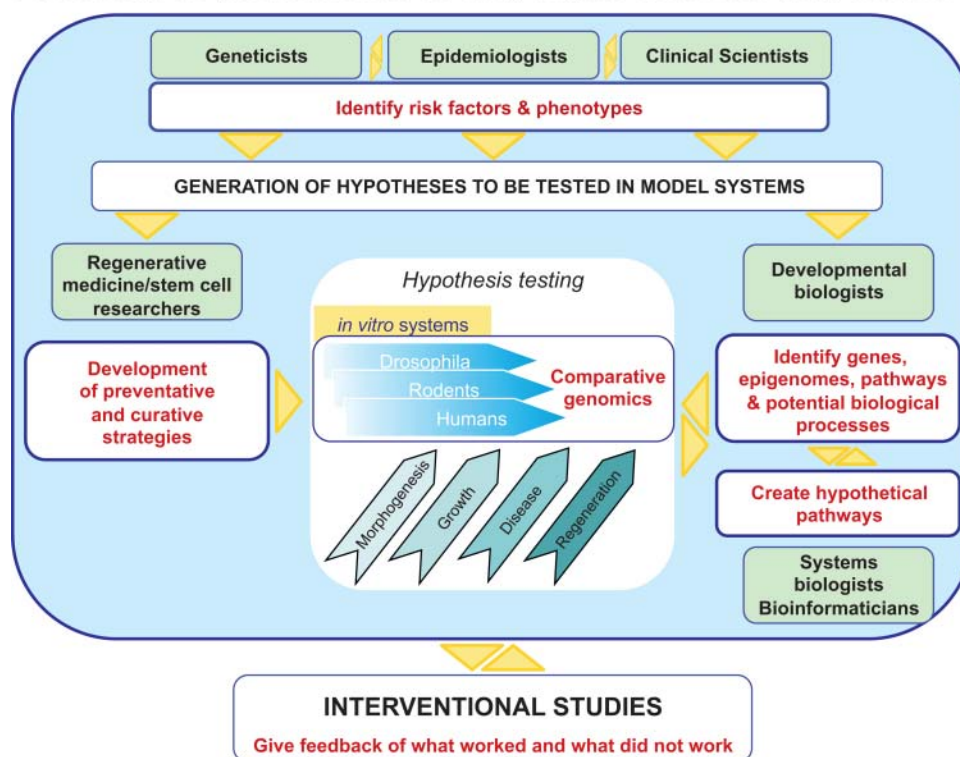 Geneticists
Epidemiologists
Clinical Scientists
Identify risk factors & phenotypes
GENERATION OF HYPOTHESES TO BE TESTED IN MODEL SYSTEMS
Regenerative
medicine/stem cell
researchers
Development
of preventative
and curative
strategies
Hypothesis testing
in vitro systems
Drosophila
Rodents
Humans
Comparative
genomics
Morphogenesis
Growth
Disease
Regeneration
Developmental
biologists
Identify genes,
epigenomes, pathways
& potential biological
processes
Create hypothetical
pathways
Systems
biologists
Bioinformaticians
INTERVENTIONAL STUDIES
Give feedback of what worked and what did not work